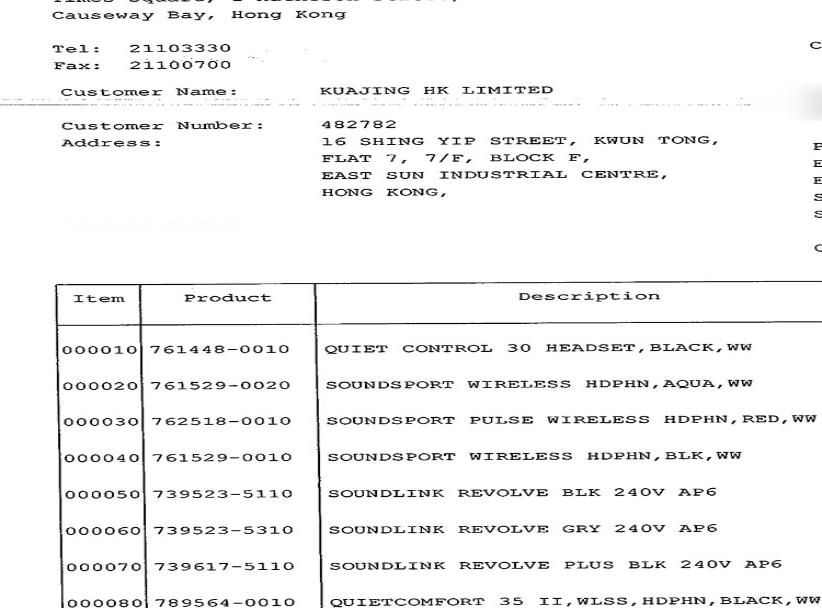 Causeway Bay, Hong Kong
Tel: 21103330
Fax: 21100700
Customer Name: KUAJING HK LIMITED
Customer Number: 482782
Address: 16 SHING YIP STREET, KWUN TONG,
FLAT 7, 7/F, BLOCK F,
EAST SUN INDUSTRIAL CENTRE,
HONG KONG,
Item Product Description
000010 761448-0010 QUIET CONTROL 30 HEADSET,BLACK,WW
000020 761529-0020 SOUNDSPORT WIRELESS HDPHN,AQUA,WW
000030 762518-0010 SOUNDSPORT PULSE WIRELESS HDPHN,RED,WW
000040 761529-0010 SOUNDSPORT WIRELESS HDPHN,BLK,WW
000050 739523-5110 SOUNDLINK REVOLVE BLK 240V AP6
000060 739523-5310 SOUNDLINK REVOLVE GRY 240V AP6
000070 739617-5110 SOUNDLINK REVOLVE PLUS BLK 240V AP6
000080 789564-0010 QUIETCOMFORT 35 II,WLSS,HDPHN,BLACK,WW